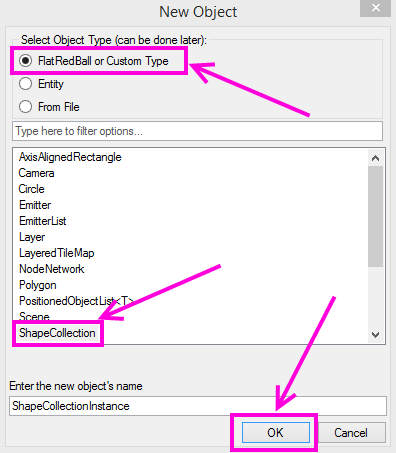 New Object
Select Object Type (can be done later):
FlatRedBall or Custom Type
Entity
From File
Type here to filter options...
AxisAlignedRectangle
Camera
Circle
Emitter
EmitterList
Layer
LayeredTileMap
NodeNetwork
Polygon
PositionedObjectList<T>
Scene
ShapeCollection
Enter the new object's name
ShapeCollectionInstance
OK
Cancel